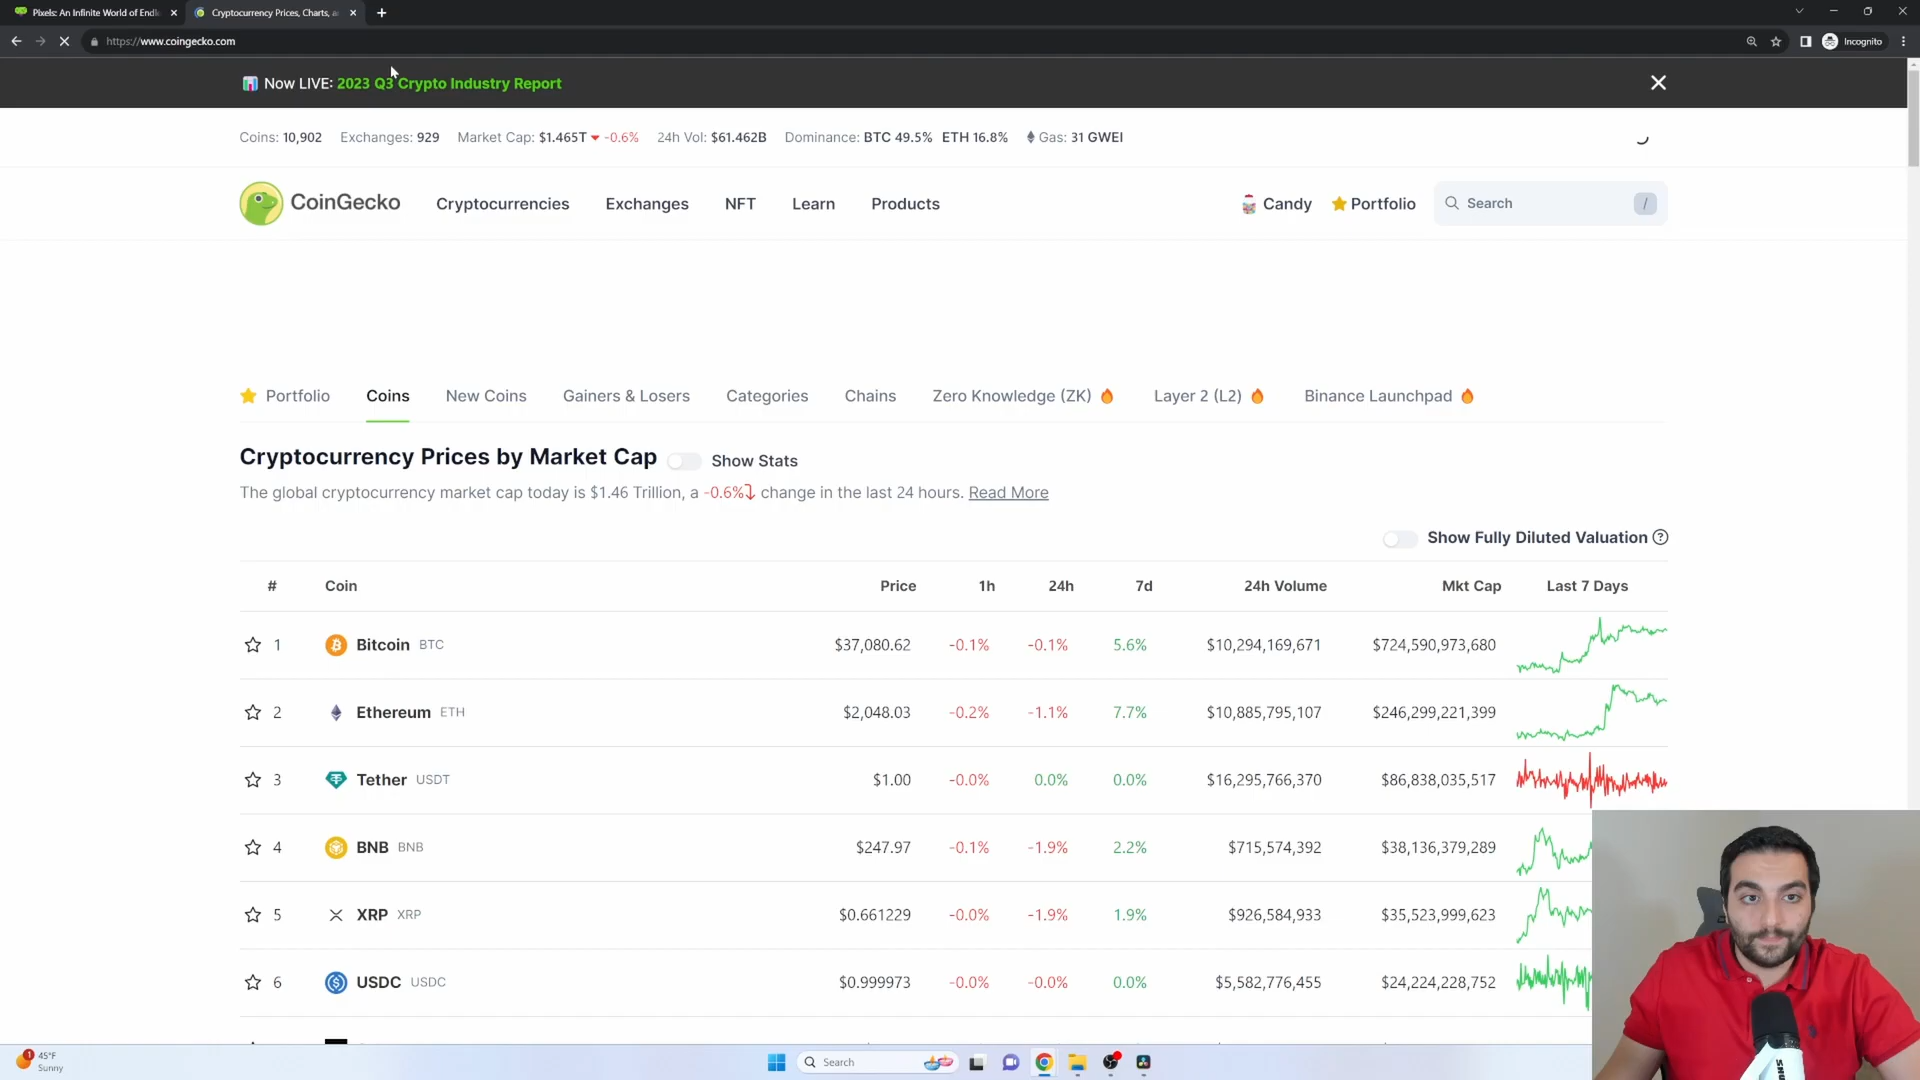 Pixels: An Infinite World of Endl
Cryptocurrency Prices, Charts, a
https://www.coingecko.com
Incognito
Now LIVE: 2023 Q3 Crypto Industry Report
Coins: 10,902 Exchanges: 929 Market Cap: $1.465T -0.6% 24h Vol: $61.462B Dominance: BTC 49.5% ETH 16.8% Gas: 31 GWEI
CoinGecko Cryptocurrencies Exchanges NFT Learn Products Candy Portfolio Search /
Portfolio Coins New Coins Gainers & Losers Categories Chains Zero Knowledge (ZK) Layer 2 (L2) Binance Launchpad
Cryptocurrency Prices by Market Cap Show Stats
The global cryptocurrency market cap today is $1.46 Trillion, a -0.6% change in the last 24 hours. Read More
Show Fully Diluted Valuation ?
# Coin Price 1h 24h 7d 24h Volume Mkt Cap Last 7 Days
1 Bitcoin BTC $37,080.62 -0.1% -0.1% 5.6% $10,294,169,671 $724,590,973,680
2 Ethereum ETH $2,048.03 -0.2% -1.1% 7.7% $10,885,795,107 $246,299,221,399
3 Tether USDT $1.00 -0.0% 0.0% 0.0% $16,295,766,370 $86,838,035,517
4 BNB BNB $247.97 -0.1% -1.9% 2.2% $715,574,392 $38,136,379,289
5 XRP XRP $0.661229 -0.0% -1.9% 1.9% $926,584,933 $35,523,999,623
6 USDC USDC $0.999973 -0.0% -0.0% 0.0% $5,582,776,455 $24,224,228,752
1
45°F
Sunny
Search